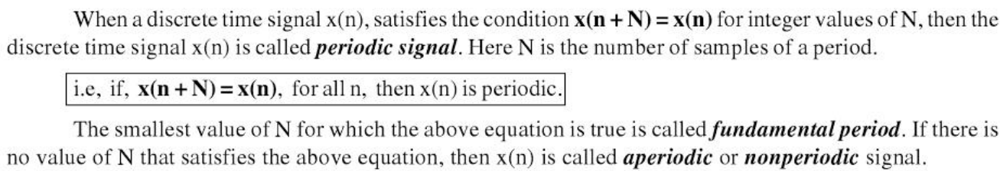 When a discrete time signal x(n), satisfies the condition x(n + N) = x(n) for integer values of N, then the
discrete time signal x(n) is called periodic signal. Here N is the number of samples of a period.
i.e, if, x(n + N) = x(n), for all n, then x(n) is periodic.
The smallest value of N for which the above equation is true is called fundamental period. If there is
no value of N that satisfies the above equation, then x(n) is called aperiodic or nonperiodic signal.